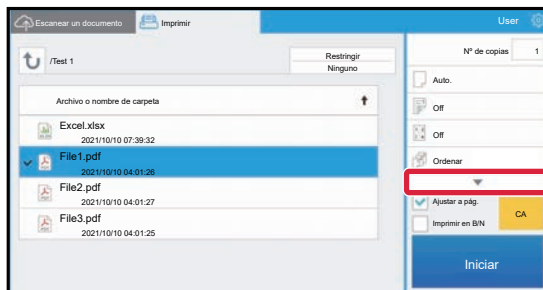 Escanear un documento
Imprimir
User
/Test 1
Restringir
Ninguno
Archivo o nombre de carpeta
Excel.xlsx
2021/10/10 07:39:32
File1.pdf
2021/10/10 04:01:26
File2.pdf
2021/10/10 04:01:27
File3.pdf
2021/10/10 04:01:25
Nº de copias 1
Auto.
Off
Off
Ordenar
Ajustar a pág.
Imprimir en B/N
CA
Iniciar